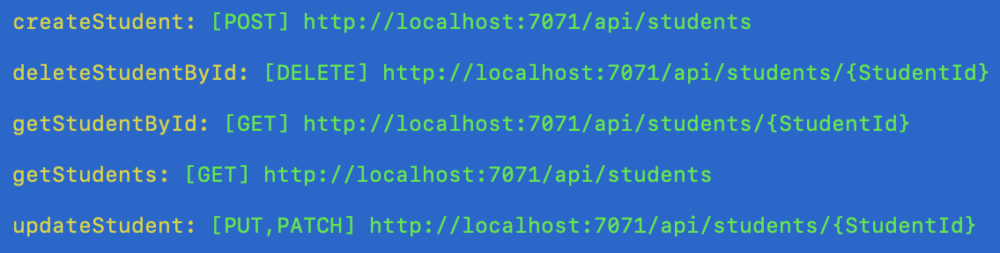 createStudent: [POST] http://localhost:7071/api/students
deleteStudentById: [DELETE] http://localhost:7071/api/students/{StudentId}
getStudentById: [GET] http://localhost:7071/api/students/{StudentId}
getStudents: [GET] http://localhost:7071/api/students
updateStudent: [PUT,PATCH] http://localhost:7071/api/students/{StudentId}